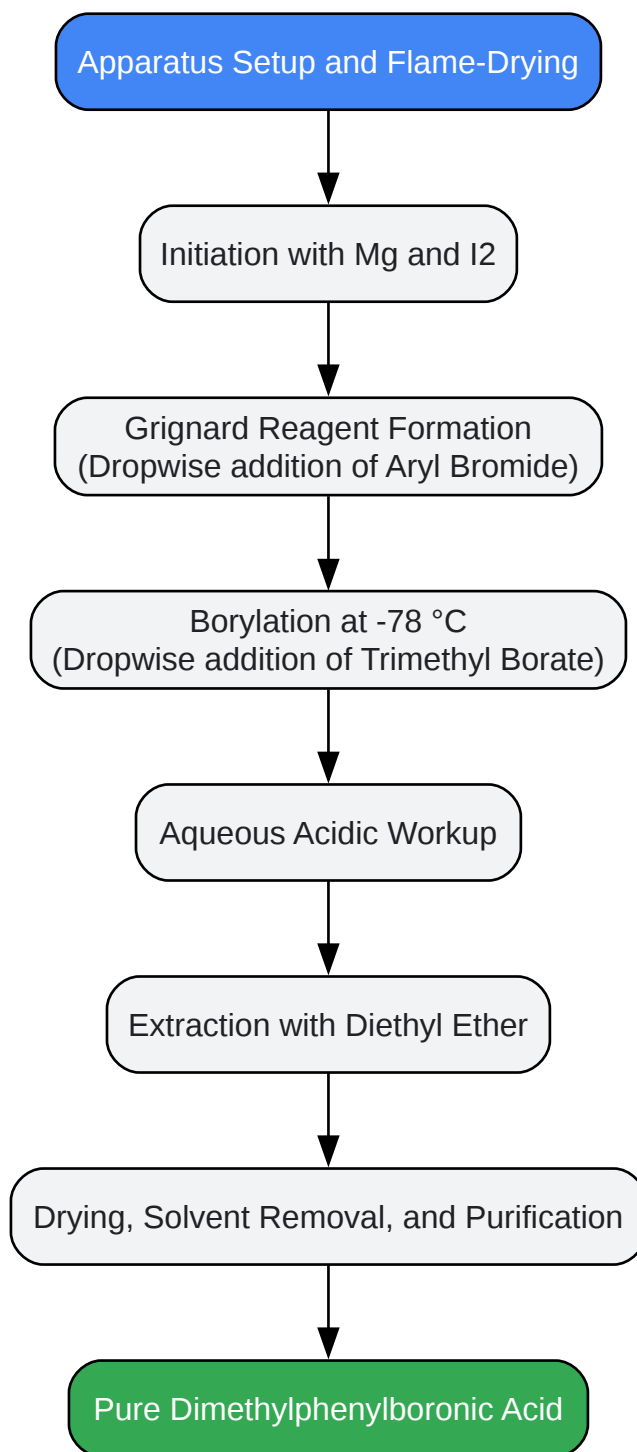 Apparatus Setup and Flame-Drying
Initiation with Mg and I2
Grignard Reagent Formation
(Dropwise addition of Aryl Bromide)
Borylation at -78 °C
(Dropwise addition of Trimethyl Borate)
Aqueous Acidic Workup
Extraction with Diethyl Ether
Drying, Solvent Removal, and Purification
Pure Dimethylphenylboronic Acid